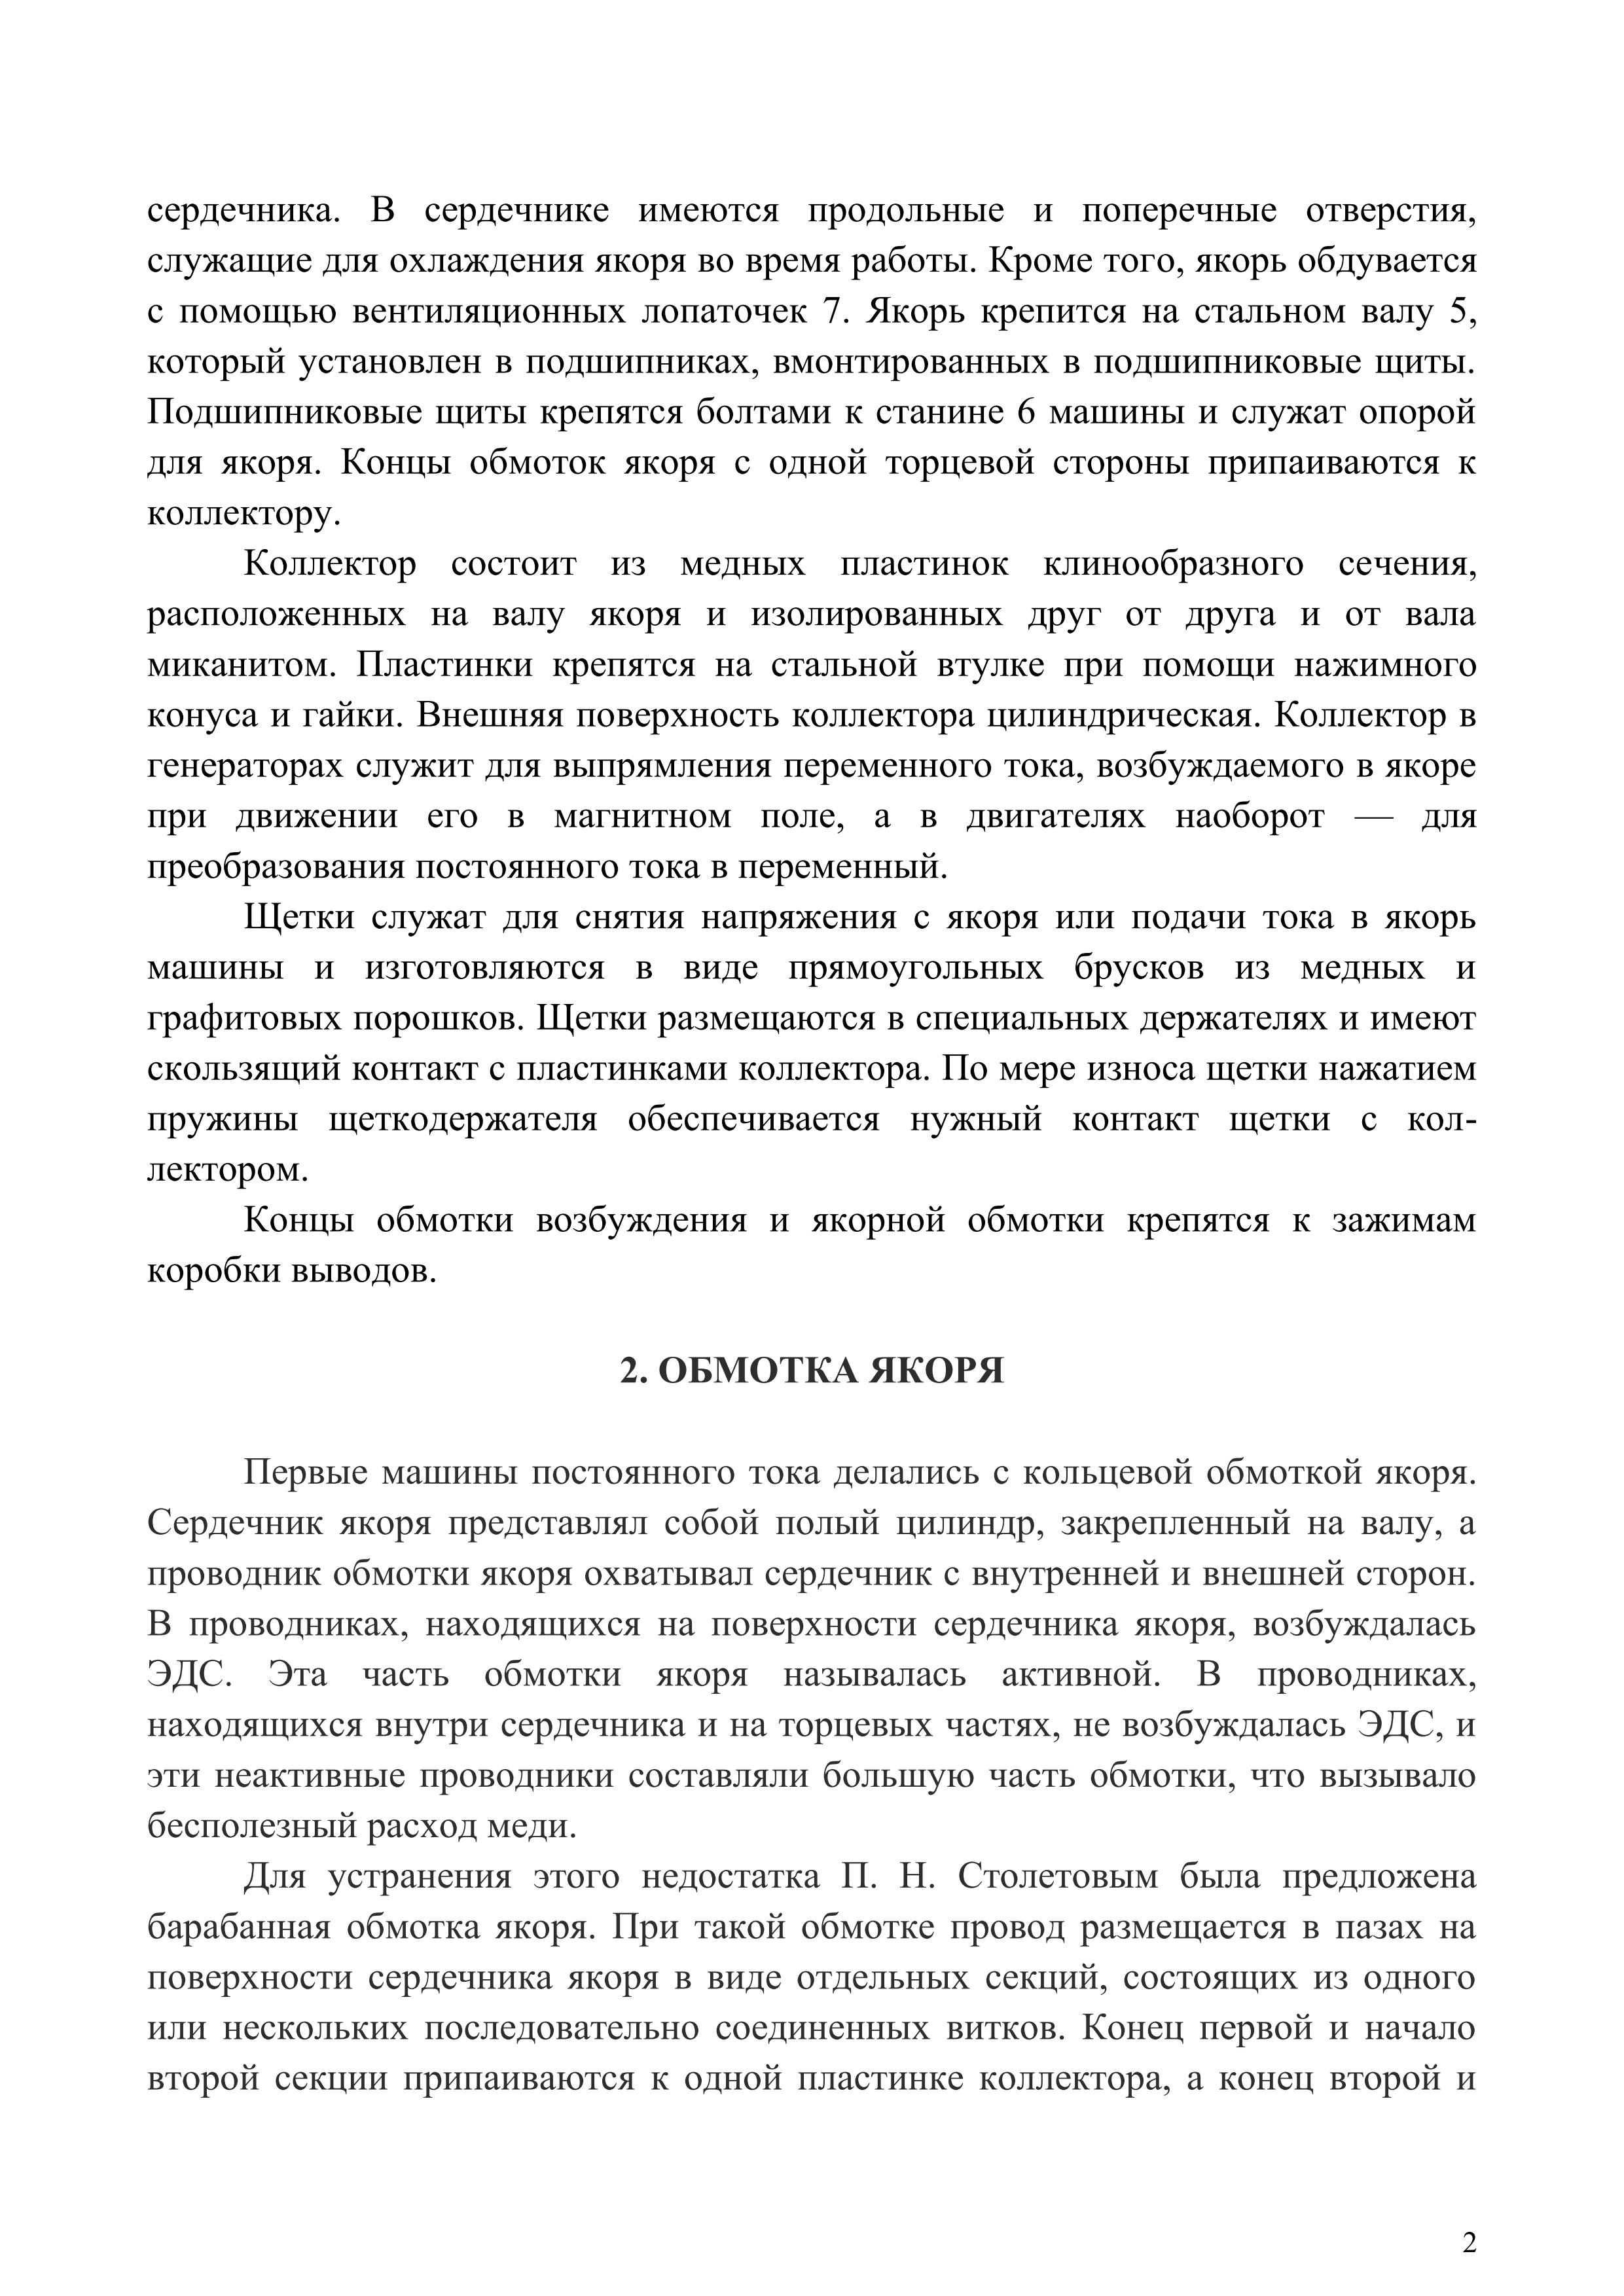 сердечника. В сердечнике имеются продольные и поперечные отверстия,
служащие для охлаждения якоря во время работы. Кроме того, якорь обдувается
с помощью вентиляционных лопаточек 7. Якорь крепится на стальном валу 5,
который установлен в подшипниках, вмонтированных в подшипниковые щиты.
Подшипниковые щиты крепятся болтами к станине 6 машины и служат опорой
для якоря. Концы обмоток якоря с одной торцевой стороны припаиваются к
коллектору.
Коллектор состоит из медных пластинок клинообразного сечения,
расположенных на валу якоря и изолированных друг от друга и от вала
миканитом. Пластинки крепятся на стальной втулке при помощи нажимного
конуса и гайки. Внешняя поверхность коллектора цилиндрическая. Коллектор в
генераторах служит для выпрямления переменного тока, возбуждаемого в якоре
при движении его в магнитном поле, а в двигателях наоборот — для
преобразования постоянного тока в переменный.
Щетки служат для снятия напряжения с якоря или подачи тока в якорь
машины и изготовляются в виде прямоугольных брусков из медных и
графитовых порошков. Щетки размещаются в специальных держателях и имеют
скользящий контакт с пластинками коллектора. По мере износа щетки нажатием
пружины щеткодержателя обеспечивается нужный контакт щетки с кол-
лектором.
Концы обмотки возбуждения и якорной обмотки крепятся к зажимам
коробки выводов.
2. ОБМОТКА ЯКОРЯ
Первые машины постоянного тока делались с кольцевой обмоткой якоря.
Сердечник якоря представлял собой полый цилиндр, закрепленный на валу, а
проводник обмотки якоря охватывал сердечник с внутренней и внешней сторон.
В проводниках, находящихся на поверхности сердечника якоря, возбуждалась
ЭДС. Эта часть обмотки якоря называлась активной. В проводниках,
находящихся внутри сердечника и на торцевых частях, не возбуждалась ЭДС, и
эти неактивные проводники составляли большую часть обмотки, что вызывало
бесполезный расход меди.
Для устранения этого недостатка П. Н. Столетовым была предложена
барабанная обмотка якоря. При такой обмотке провод размещается в пазах на
поверхности сердечника якоря в виде отдельных секций, состоящих из одного
или нескольких последовательно соединенных витков. Конец первой и начало
второй секции припаиваются к одной пластинке коллектора, а конец второй и
2